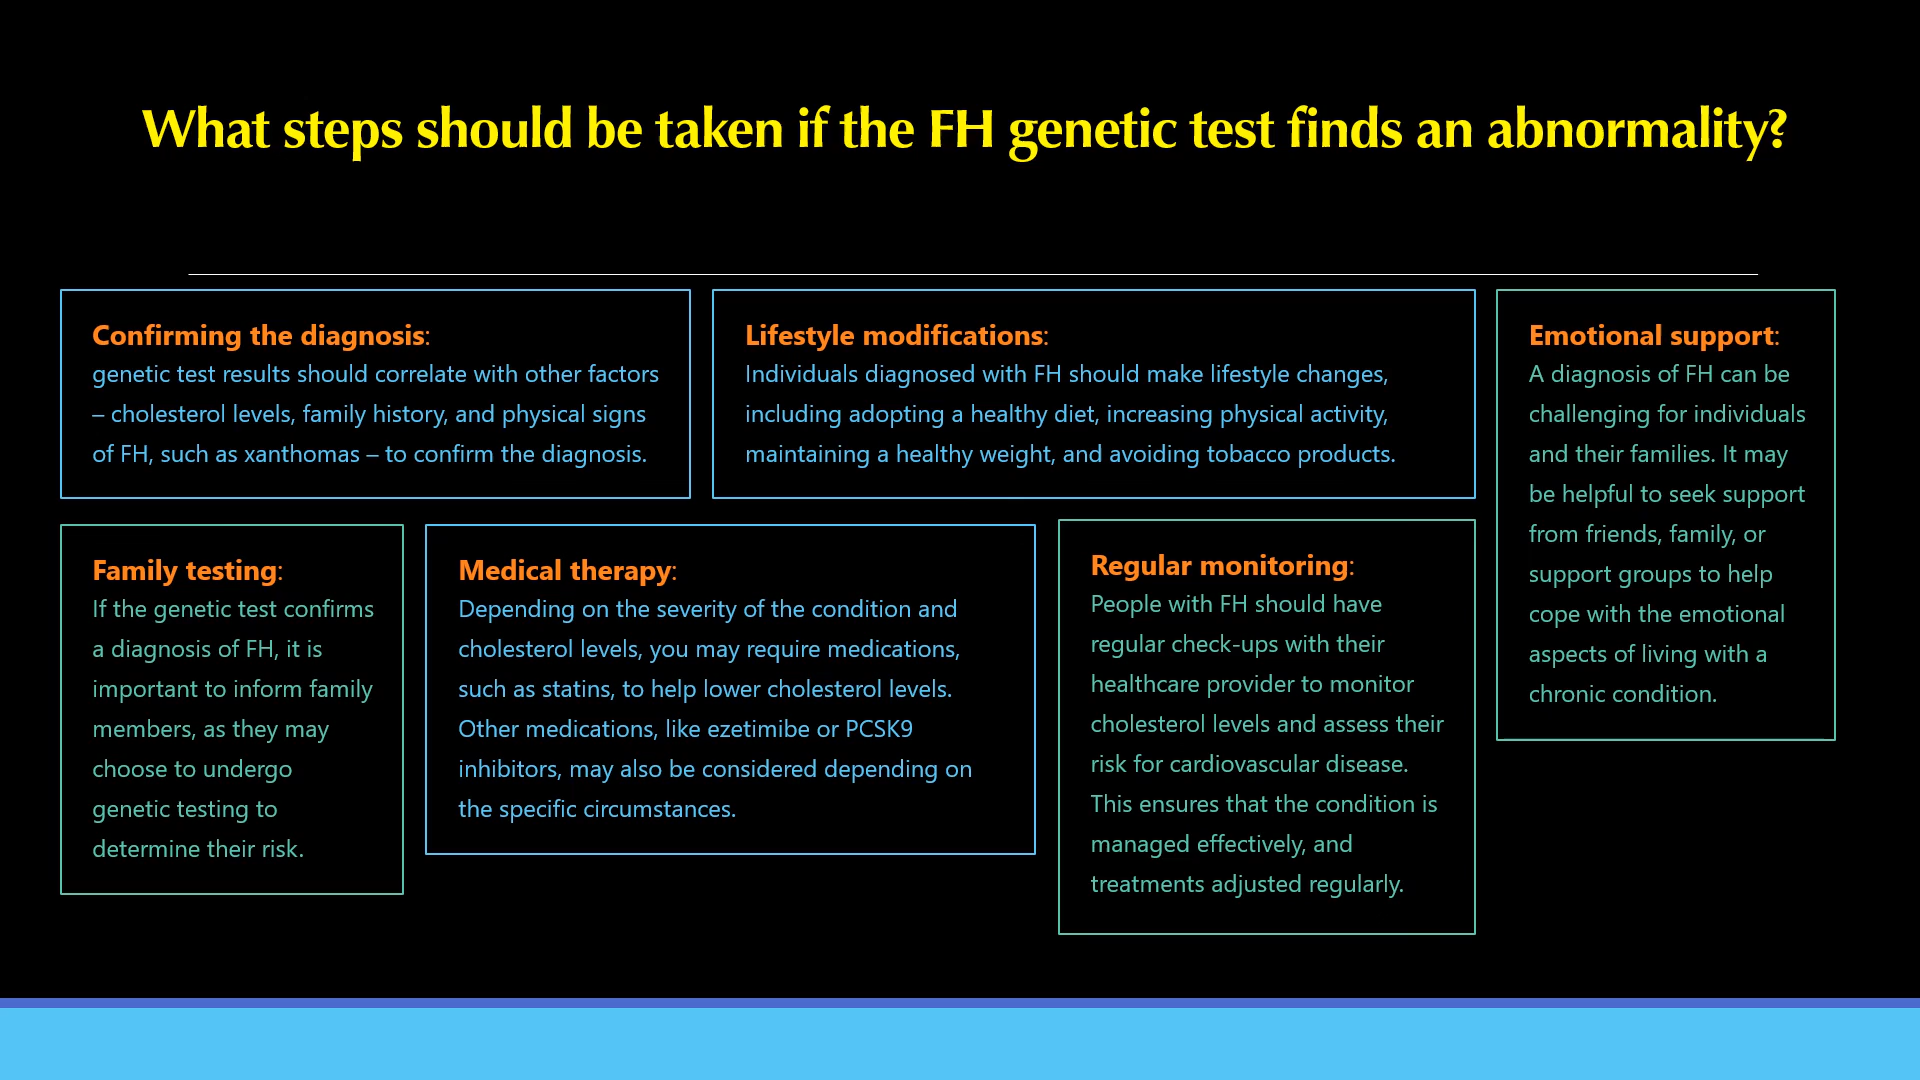 What steps should be taken if the FH genetic test finds an abnormality?
Confirming the diagnosis:
genetic test results should correlate with other factors
– cholesterol levels, family history, and physical signs
of FH, such as xanthomas – to confirm the diagnosis.
Lifestyle modifications:
Individuals diagnosed with FH should make lifestyle changes,
including adopting a healthy diet, increasing physical activity,
maintaining a healthy weight, and avoiding tobacco products.
Emotional support:
A diagnosis of FH can be
challenging for individuals
and their families. It may
be helpful to seek support
from friends, family, or
support groups to help
cope with the emotional
aspects of living with a
chronic condition.
Family testing:
If the genetic test confirms
a diagnosis of FH, it is
important to inform family
members, as they may
choose to undergo
genetic testing to
determine their risk.
Medical therapy:
Depending on the severity of the condition and
cholesterol levels, you may require medications,
such as statins, to help lower cholesterol levels.
Other medications, like ezetimibe or PCSK9
inhibitors, may also be considered depending on
the specific circumstances.
Regular monitoring:
People with FH should have
regular check-ups with their
healthcare provider to monitor
cholesterol levels and assess their
risk for cardiovascular disease.
This ensures that the condition is
managed effectively, and
treatments adjusted regularly.